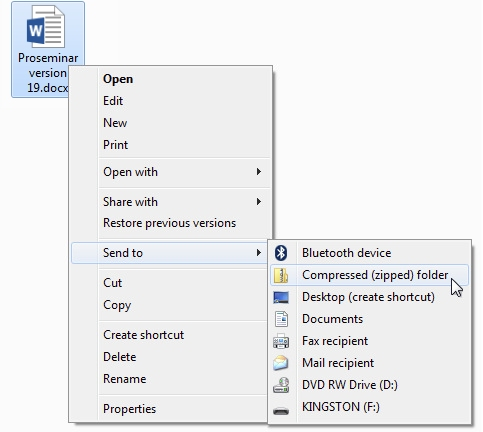 Proseminar
version
19.docx
Open
Edit
New
Print
Open with
Share with
Restore previous versions
Send to
Cut
Copy
Create shortcut
Delete
Rename
Properties
Bluetooth device
Compressed (zipped) folder
Desktop (create shortcut)
Documents
Fax recipient
Mail recipient
DVD RW Drive (D:)
KINGSTON (F:)